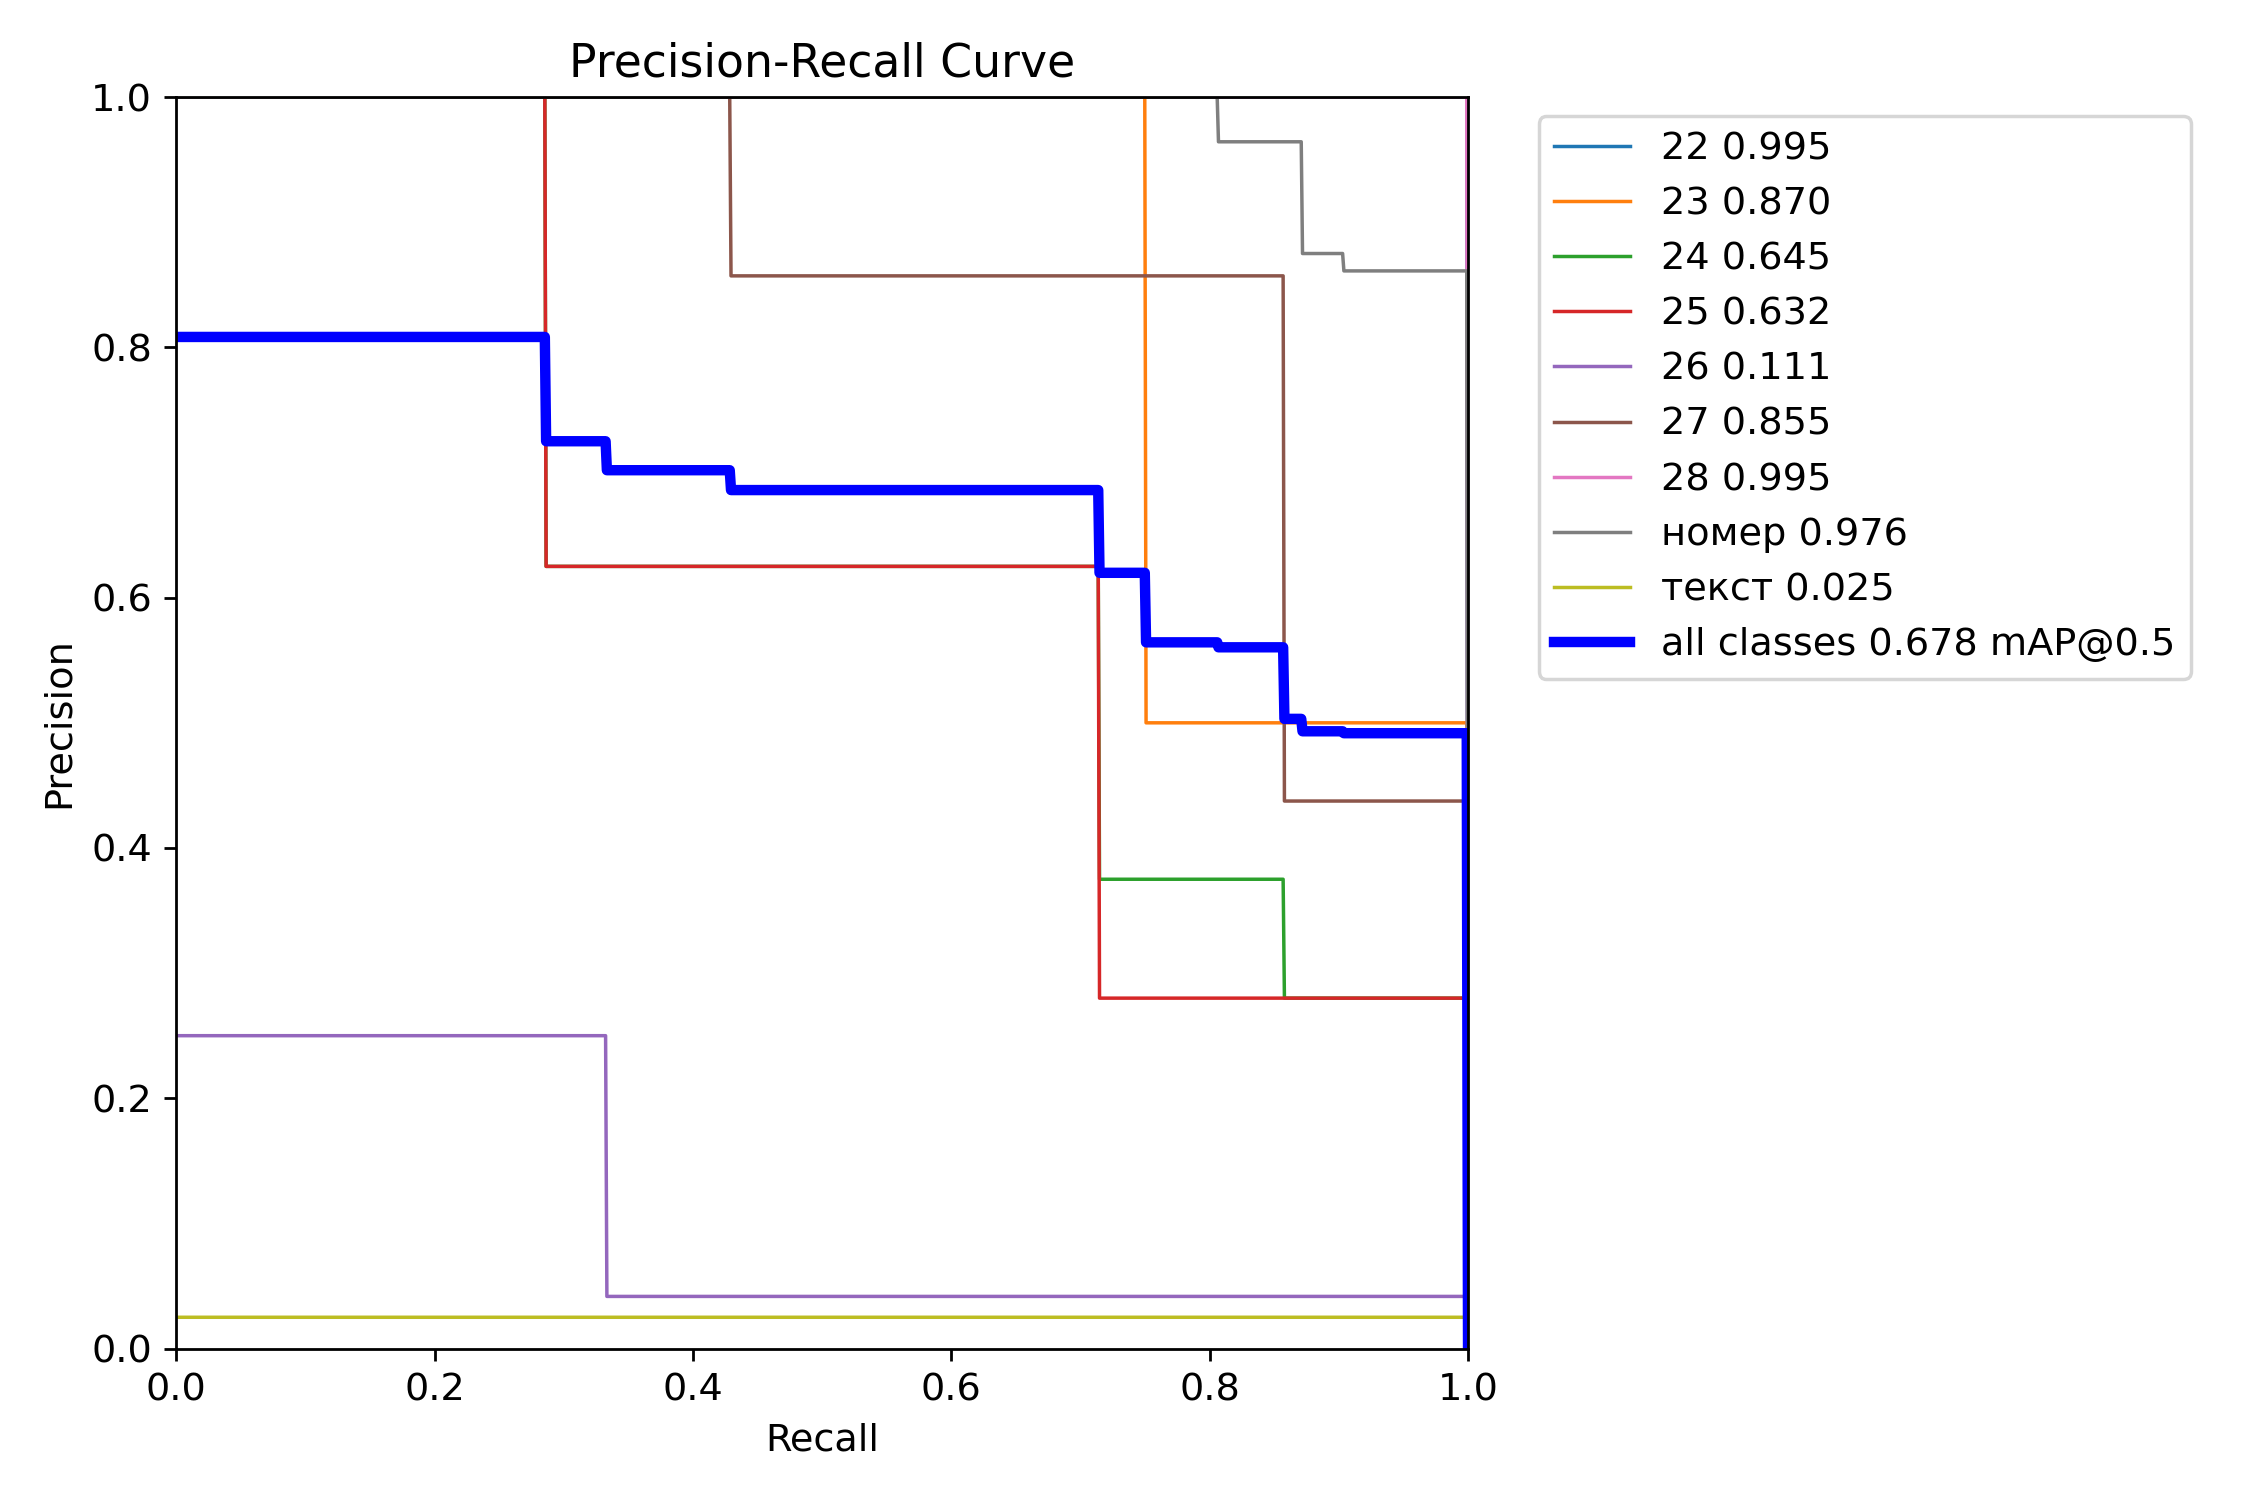 Precision-Recall Curve
1.0
0.8
0.6
0.4
0.2
0.0
Precision
0.0 0.2 0.4 0.6 0.8 1.0
Recall
22 0.995
23 0.870
24 0.645
25 0.632
26 0.111
27 0.855
28 0.995
номер 0.976
текст 0.025
all classes 0.678 mAP@0.5